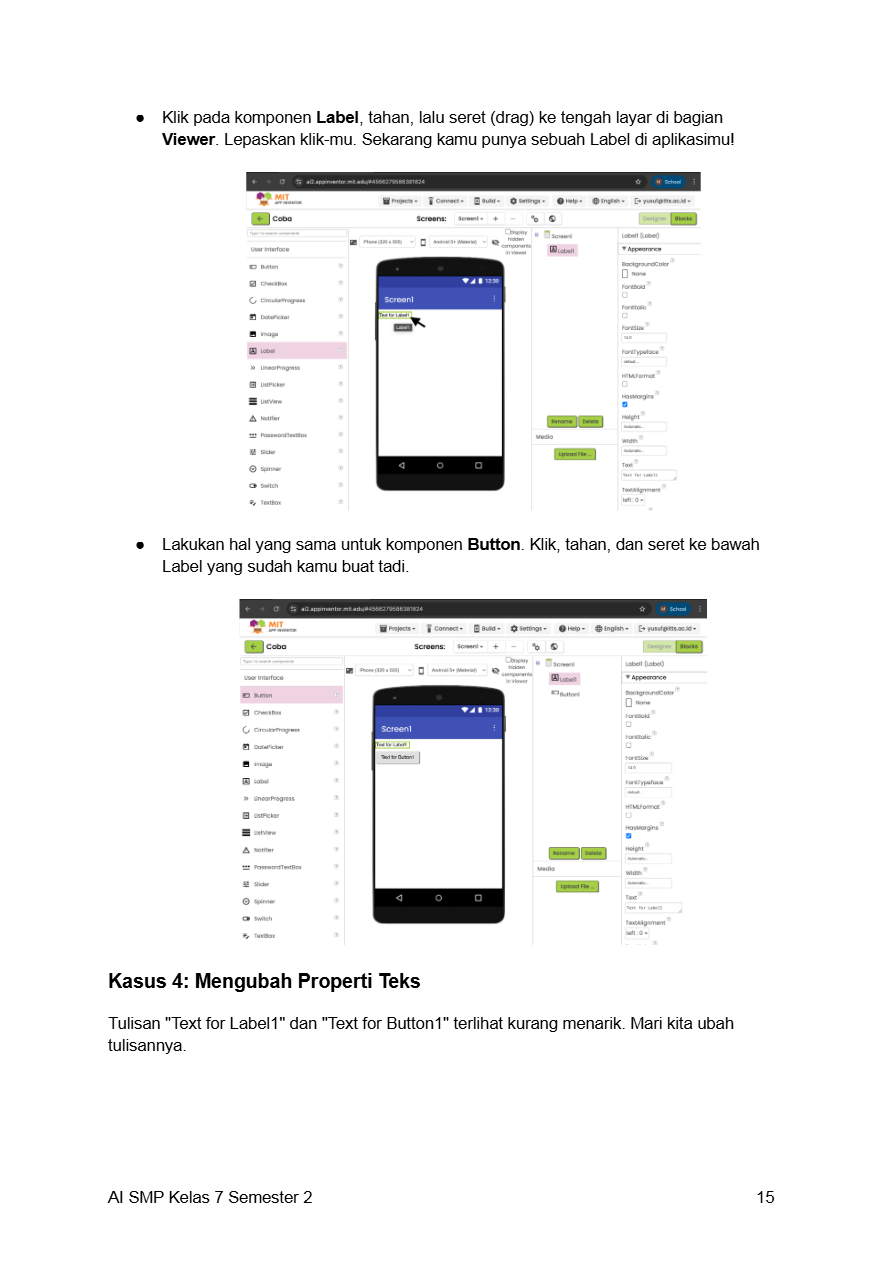 ● Klik pada komponen Label, tahan, lalu seret (drag) ke tengah layar di bagian
Viewer. Lepaskan klik-mu. Sekarang kamu punya sebuah Label di aplikasimu!
ai2.appinventor.mit.edu/#4566279586381824
School
MIT
APP INVENTOR
Projects
Connect
Build
Settings
Help
English
yusuf@itts.ac.id
Coba
Screens:
Screen1
Designer
Blocks
Type to search components
Phone (320 x 505)
Android 5+ (Material)
Display hidden components in Viewer
Screen1
Label1
Label1 (Label)
User Interface
Button
CheckBox
CircularProgress
DatePicker
Image
Label
LinearProgress
ListPicker
ListView
Notifier
PasswordTextBox
Slider
Spinner
Switch
TextBox
12:30
Screen1
Text for Label1
Label1
Rename
Delete
Media
Upload File ...
Appearance
BackgroundColor
None
FontBold
FontItalic
FontSize
14.0
FontTypeface
default...
HTMLFormat
HasMargins
Height
Automatic...
Width
Automatic...
Text
Text for Label1
TextAlignment
left : 0
● Lakukan hal yang sama untuk komponen Button. Klik, tahan, dan seret ke bawah
Label yang sudah kamu buat tadi.
ai2.appinventor.mit.edu/#4566279586381824
School
MIT
APP INVENTOR
Projects
Connect
Build
Settings
Help
English
yusuf@itts.ac.id
Coba
Screens:
Screen1
Designer
Blocks
Type to search components
Phone (320 x 505)
Android 5+ (Material)
Display hidden components in Viewer
Screen1
Label1
Button1
Label1 (Label)
User Interface
Button
CheckBox
CircularProgress
DatePicker
Image
Label
LinearProgress
ListPicker
ListView
Notifier
PasswordTextBox
Slider
Spinner
Switch
TextBox
12:30
Screen1
Text for Label1
Text for Button1
Rename
Delete
Media
Upload File ...
Appearance
BackgroundColor
None
FontBold
FontItalic
FontSize
14.0
FontTypeface
default...
HTMLFormat
HasMargins
Height
Automatic...
Width
Automatic...
Text
Text for Label1
TextAlignment
left : 0
Kasus 4: Mengubah Properti Teks
Tulisan "Text for Label1" dan "Text for Button1" terlihat kurang menarik. Mari kita ubah
tulisannya.
AI SMP Kelas 7 Semester 2
15